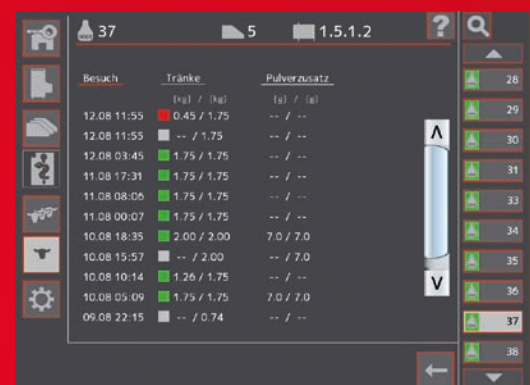 37 5 1.5.1.2 ?
Besuch Tränke Pulverzusatz
[kg] / [kg] [g] / [g]
12.08 11:55 0.45 / 1.75 -- / --
12.08 11:55 -- / 1.75 -- / --
12.08 03:45 1.75 / 1.75 -- / --
11.08 17:31 1.75 / 1.75 -- / --
11.08 08:06 1.75 / 1.75 -- / --
11.08 00:07 1.75 / 1.75 -- / --
10.08 18:35 2.00 / 2.00 7.0 / 7.0
10.08 15:57 -- / 2.00 -- / 7.0
10.08 10:14 1.26 / 1.75 -- / --
10.08 05:09 1.75 / 1.75 7.0 / 7.0
09.08 22:15 -- / 0.74 -- / --
28
29
30
31
33
34
35
36
37
38